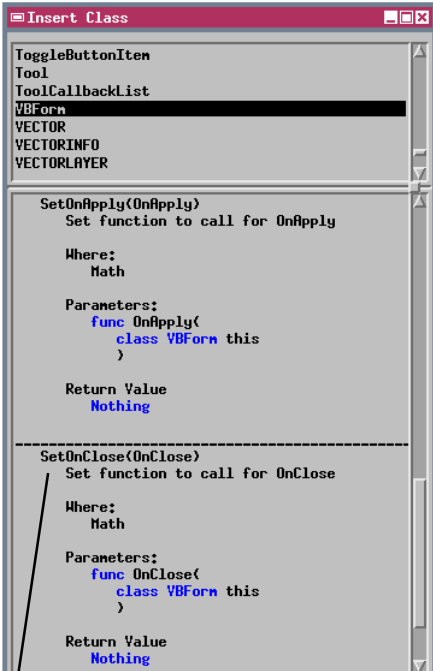 Insert Class
ToggleButtonItem
Tool
ToolCallbackList
VBForm
VECTOR
VECTORINFO
VECTORLAYER
SetOnApply(OnApply)
Set function to call for OnApply
Where:
Math
Parameters:
func OnApply(
class VBForm this
)
Return Value
Nothing
SetOnClose(OnClose)
Set function to call for OnClose
Where:
Math
Parameters:
func OnClose(
class VBForm this
)
Return Value
Nothing